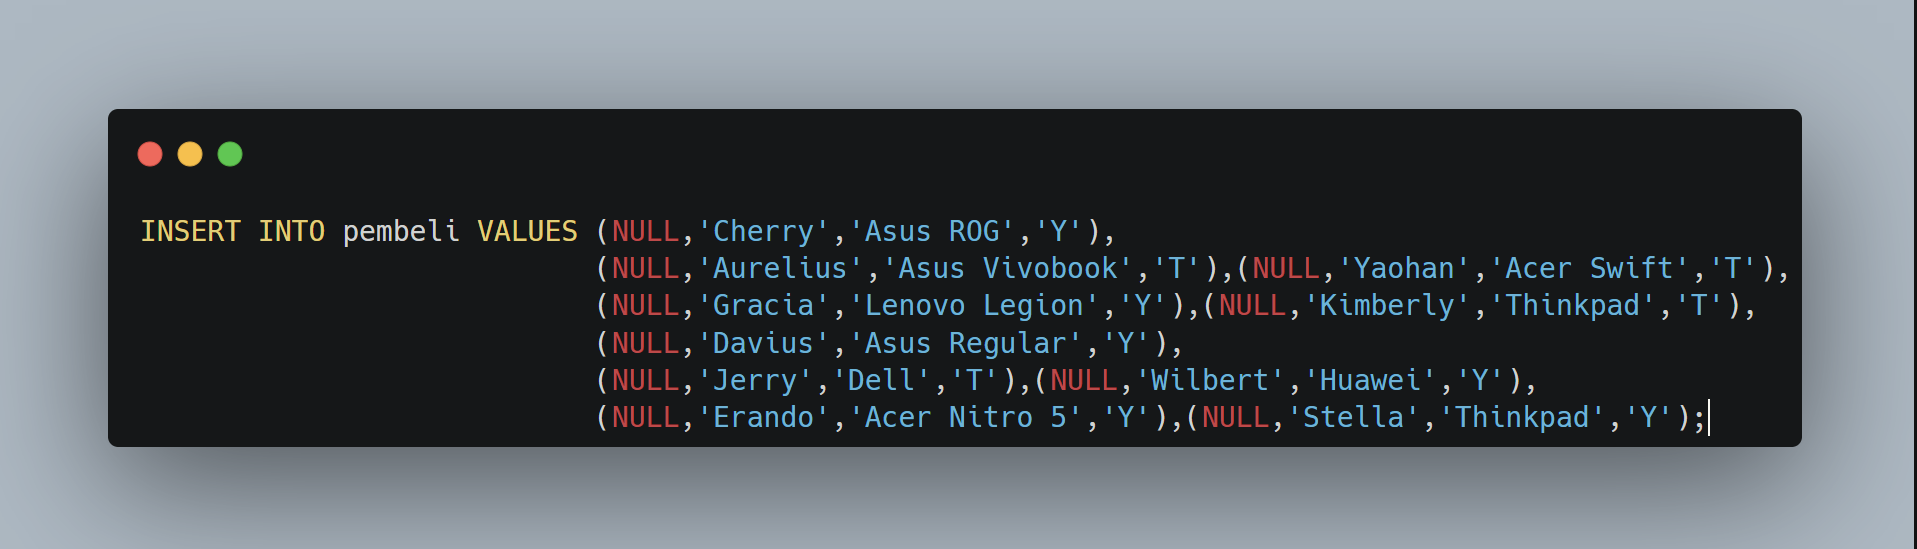 INSERT INTO pembeli VALUES (NULL,'Cherry','Asus ROG','Y'),
(NULL,'Aurelius','Asus Vivobook','T'),(NULL,'Yaohan','Acer Swift','T'),
(NULL,'Gracia','Lenovo Legion','Y'),(NULL,'Kimberly','Thinkpad','T'),
(NULL,'Davius','Asus Regular','Y'),
(NULL,'Jerry','Dell','T'),(NULL,'Wilbert','Huawei','Y'),
(NULL,'Erando','Acer Nitro 5','Y'),(NULL,'Stella','Thinkpad','Y');